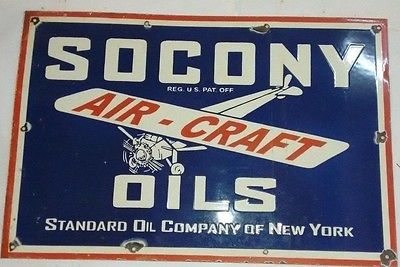 SOCONY
REG. U.S. PAT. OFF.
AIR-CRAFT
OILS
STANDARD OIL COMPANY OF NEW YORK